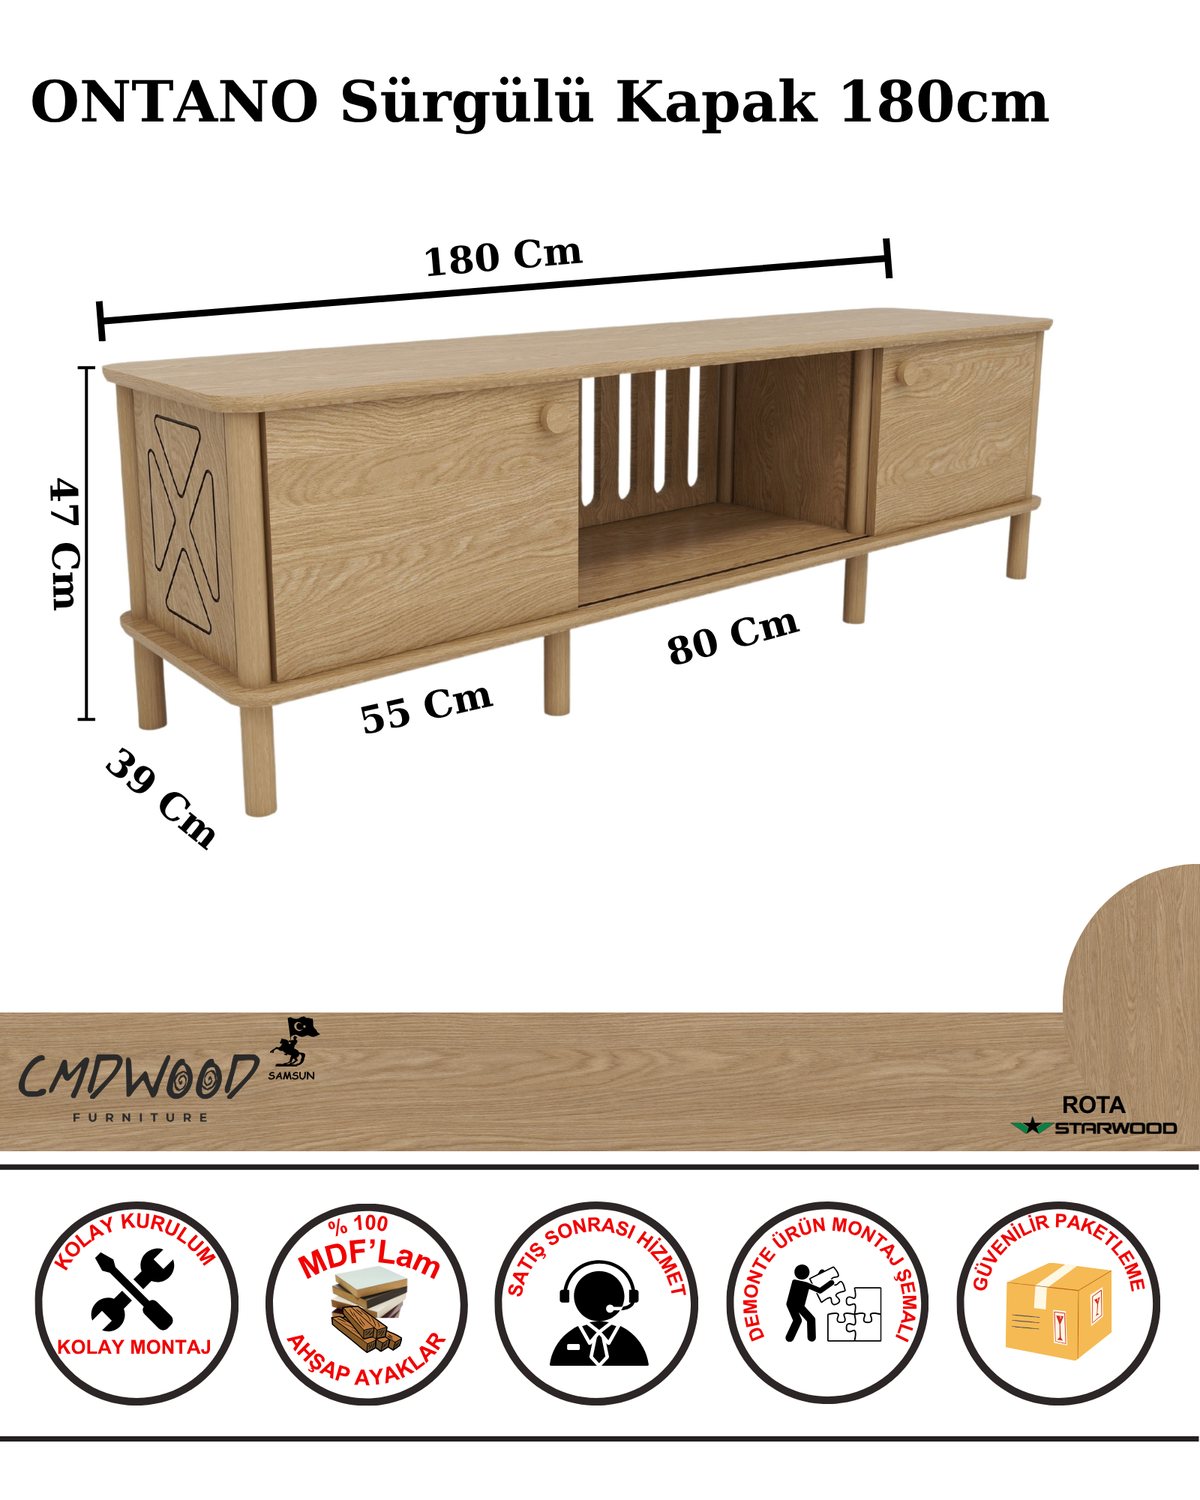 ONTANO Sürgülü Kapak 180cm
180 Cm
47 Cm
80 Cm
55 Cm
39 Cm
CMDWOOD
FURNITURE
SAMSUN
ROTA
STARWOOD
KOLAY KURULUM
KOLAY MONTAJ
% 100
MDF'Lam
AHŞAP AYAKLAR
SATIŞ SONRASI HİZMET
DEMONTE ÜRÜN MONTAJ ŞEMALI
GÜVENİLİR PAKETLEME